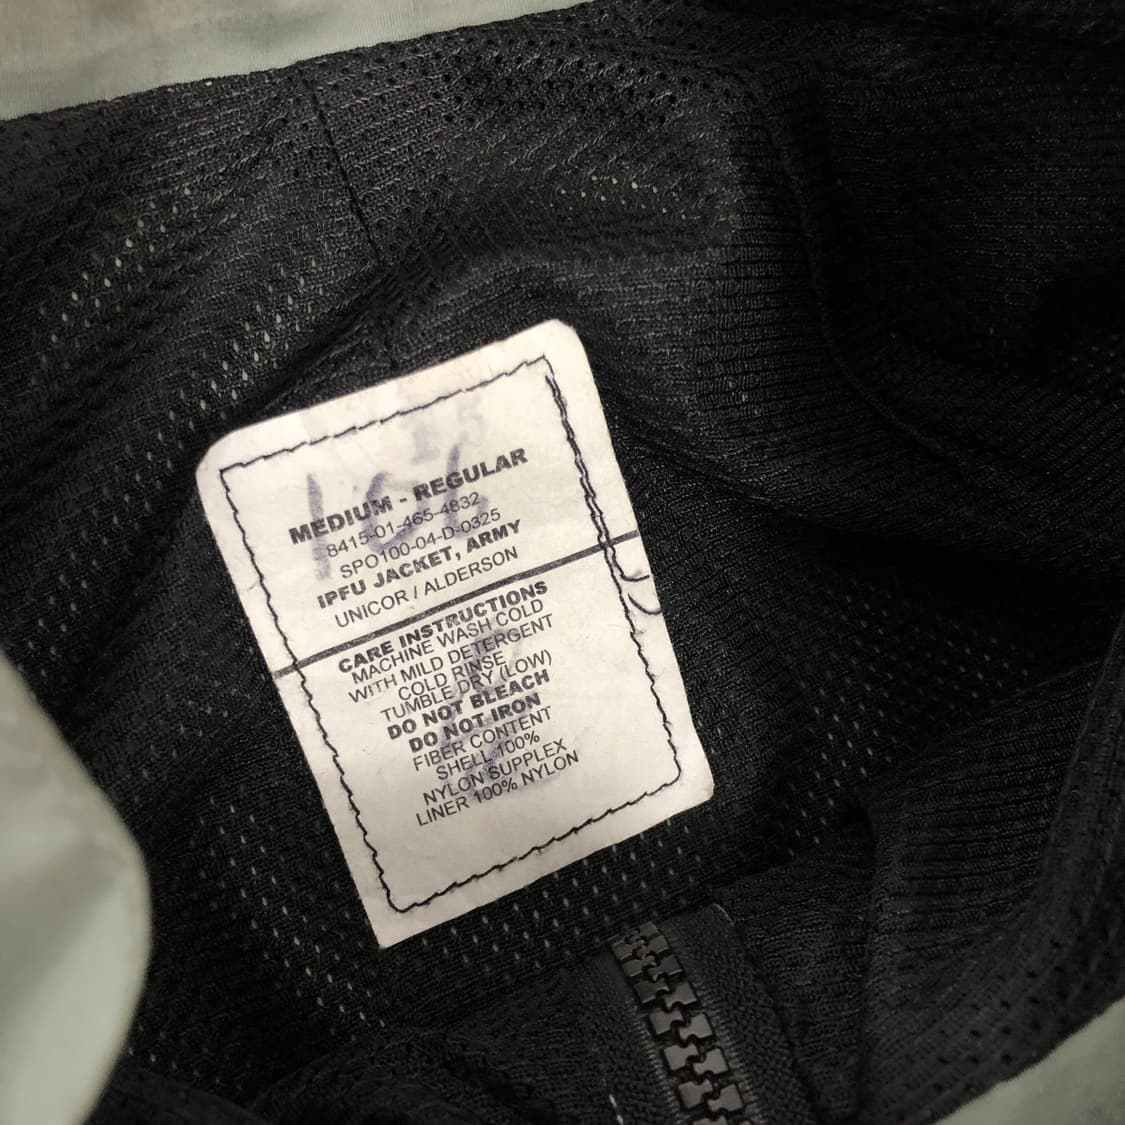 106
MEDIUM - REGULAR
8415-01-465-4832
SPO100-04-D-0325
IPFU JACKET, ARMY
UNICOR / ALDERSON
CARE INSTRUCTIONS
MACHINE WASH COLD
WITH MILD DETERGENT
COLD RINSE
TUMBLE DRY (LOW)
DO NOT BLEACH
DO NOT IRON
FIBER CONTENT
SHELL 100%
NYLON SUPPLEX
LINER 100% NYLON